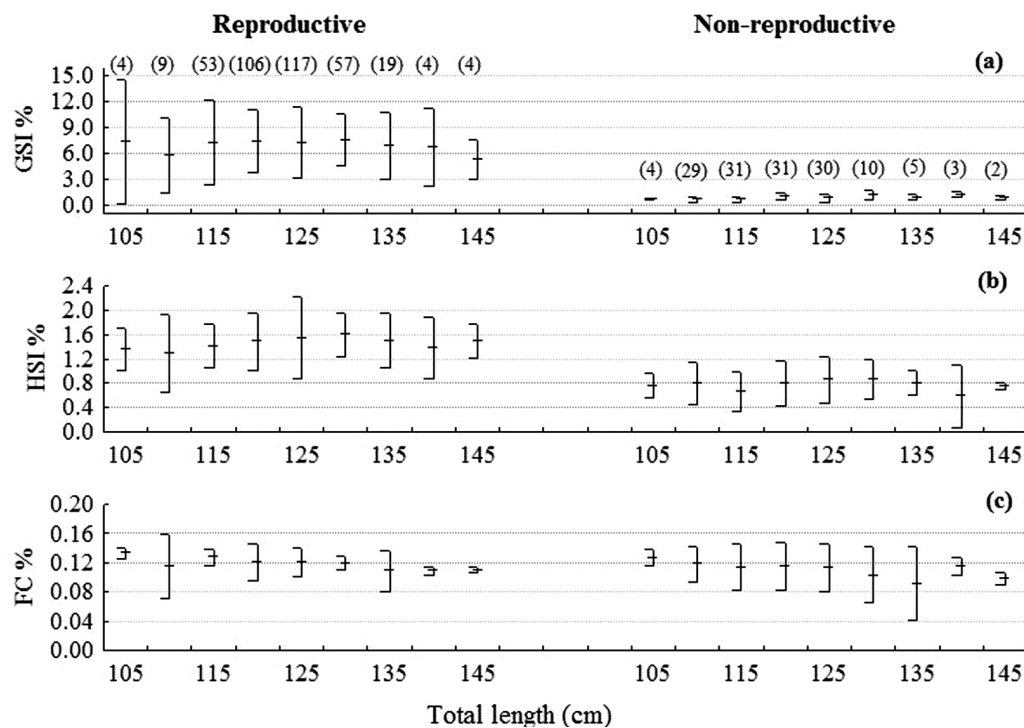 Reproductive Non-reproductive
(a)
(4) (9) (53) (106) (117) (57) (19) (4) (4)
(4) (29) (31) (31) (30) (10) (5) (3) (2)
GSI %
15.0
12.0
9.0
6.0
3.0
0.0
105 115 125 135 145 105 115 125 135 145
(b)
HSI %
2.4
2.0
1.6
1.2
0.8
0.4
0.0
105 115 125 135 145 105 115 125 135 145
(c)
FC %
0.20
0.16
0.12
0.08
0.04
0.00
105 115 125 135 145 105 115 125 135 145
Total length (cm)